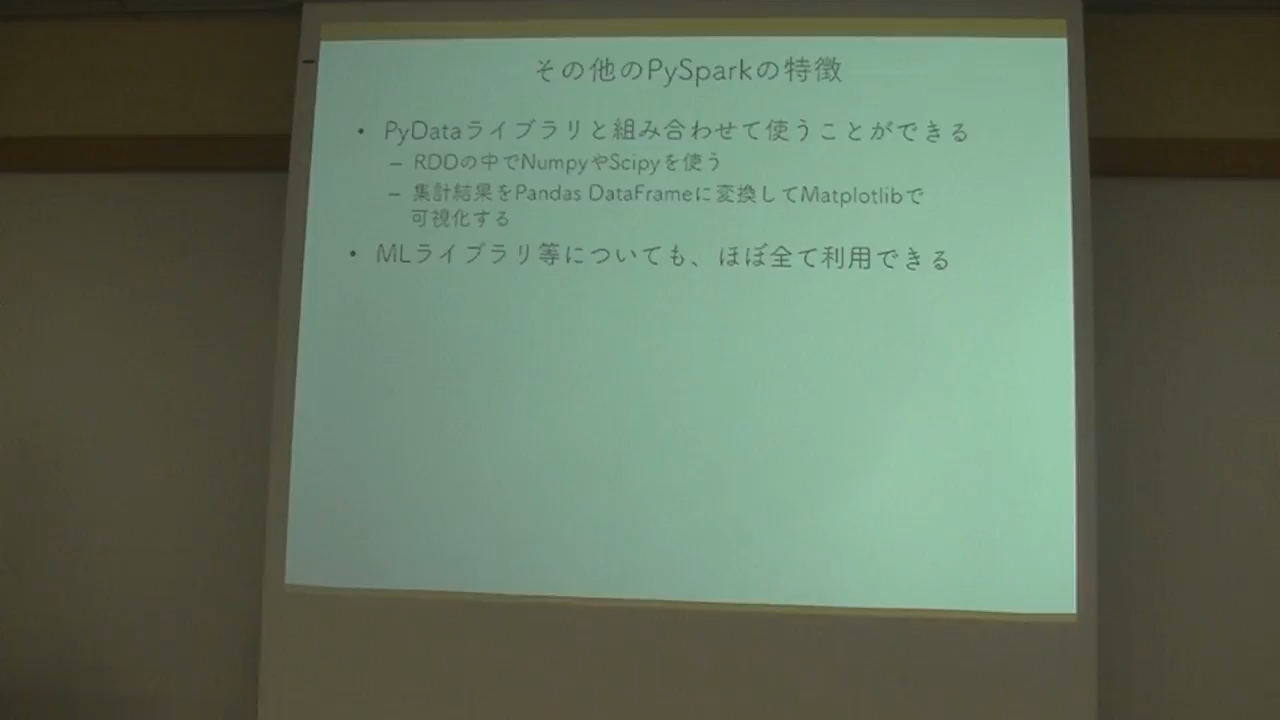 その他のPySparkの特徴
• PyDataライブラリと組み合わせて使うことができる
– RDDの中でNumpyやScipyを使う
– 集計結果をPandas DataFrameに変換してMatplotlibで
可視化する
• MLライブラリ等についても、ほぼ全て利用できる